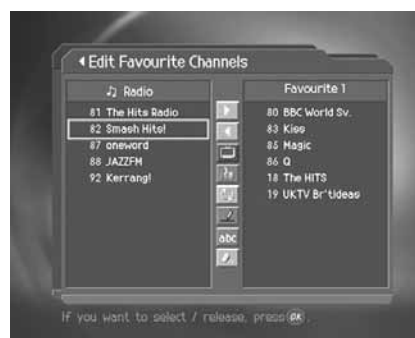 Edit Favourite Channels
Radio
81 The Hits Radio
82 Smash Hits!
87 oneword
88 JAZZFM
92 Kerrang!
abc
Favourite 1
80 BBC World Sv.
83 Kiss
85 Magic
86 Q
18 The HITS
19 UKTV Br'tideas
If you want to select / release, press OK .